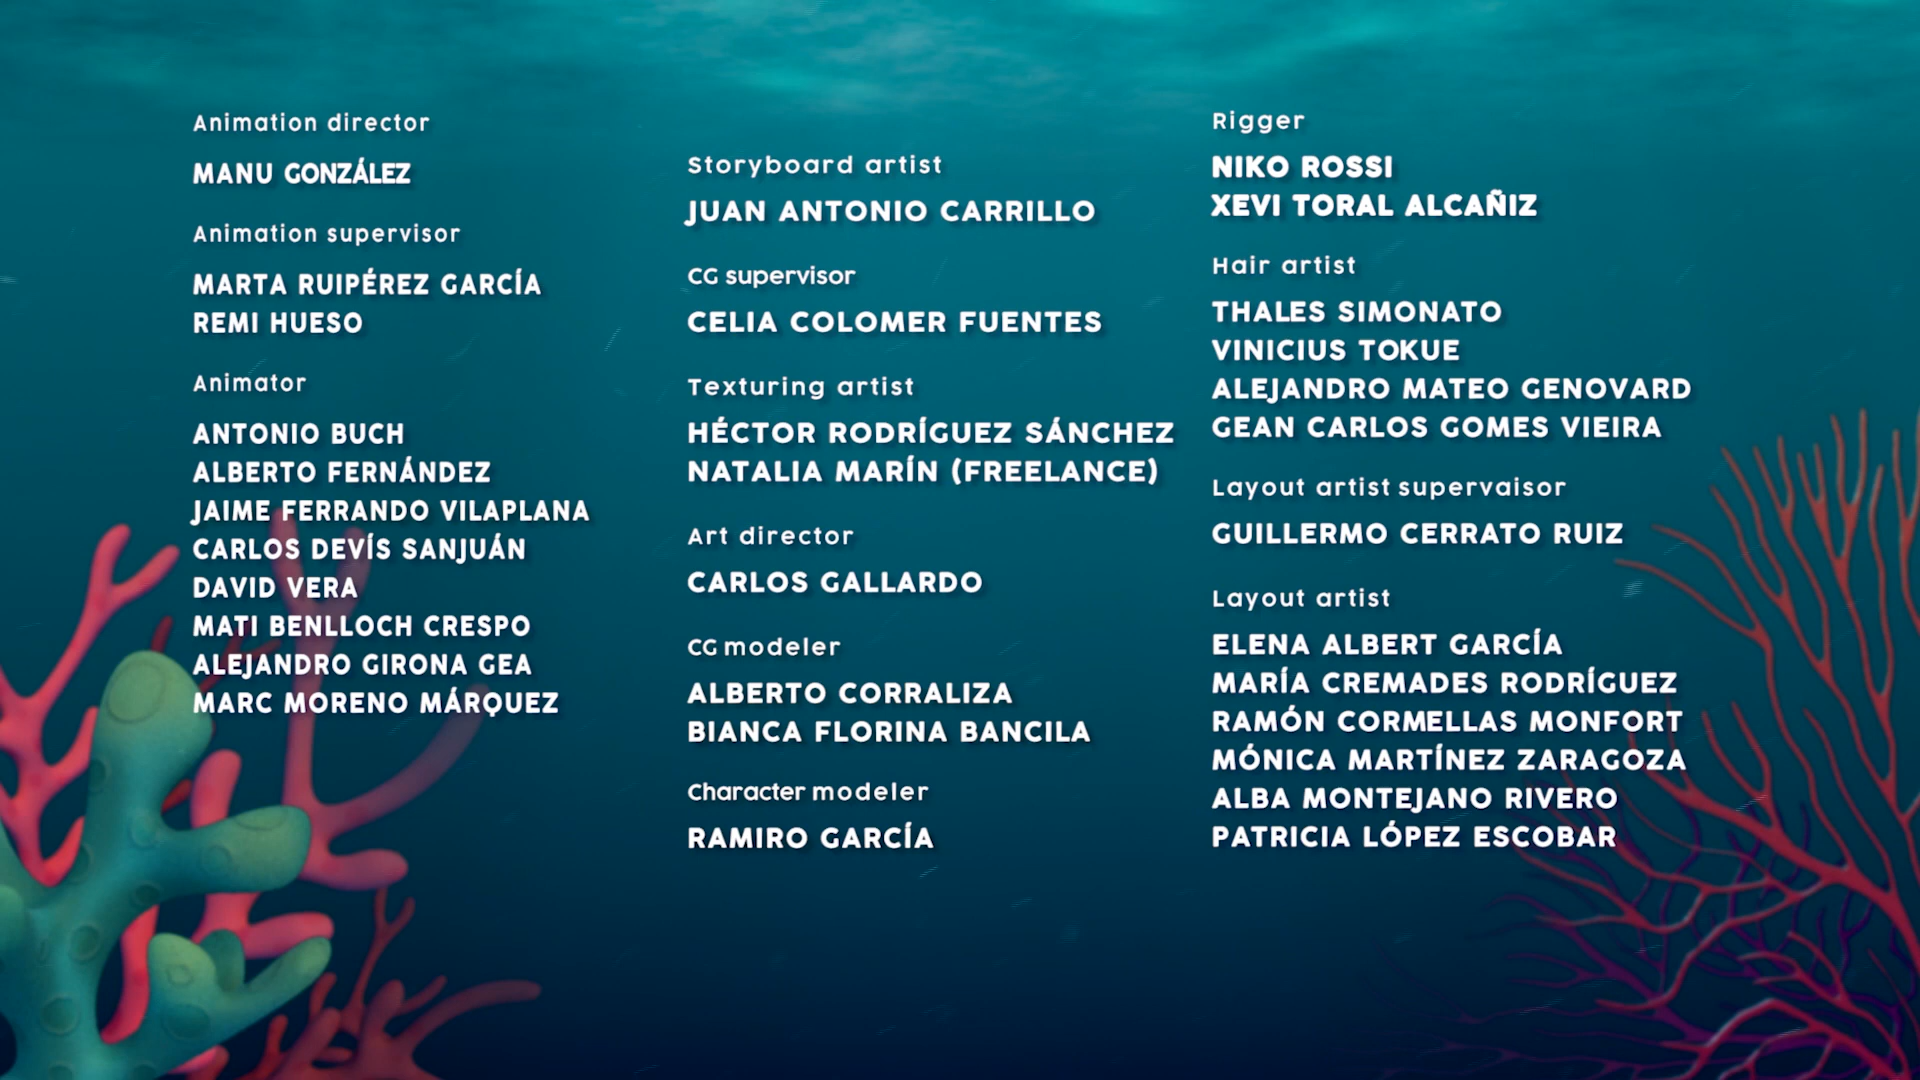 Animation director
MANU GONZÁLEZ
Animation supervisor
MARTA RUIPÉREZ GARCÍA
REMI HUESO
Animator
ANTONIO BUCH
ALBERTO FERNÁNDEZ
JAIME FERRANDO VILAPLANA
CARLOS DEVÍS SANJUÁN
DAVID VERA
MATI BENLLOCH CRESPO
ALEJANDRO GIRONA GEA
MARC MORENO MÁRQUEZ
Storyboard artist
JUAN ANTONIO CARRILLO
CG supervisor
CELIA COLOMER FUENTES
Texturing artist
HÉCTOR RODRÍGUEZ SÁNCHEZ
NATALIA MARÍN (FREELANCE)
Art director
CARLOS GALLARDO
CG modeler
ALBERTO CORRALIZA
BIANCA FLORINA BANCILA
Character modeler
RAMIRO GARCÍA
Rigger
NIKO ROSSI
XEVI TORAL ALCAÑIZ
Hair artist
THALES SIMONATO
VINICIUS TOKUE
ALEJANDRO MATEO GENOVARD
GEAN CARLOS GOMES VIEIRA
Layout artist supervaisor
GUILLERMO CERRATO RUIZ
Layout artist
ELENA ALBERT GARCÍA
MARÍA CREMADES RODRÍGUEZ
RAMÓN CORMELLAS MONFORT
MÓNICA MARTÍNEZ ZARAGOZA
ALBA MONTEJANO RIVERO
PATRICIA LÓPEZ ESCOBAR